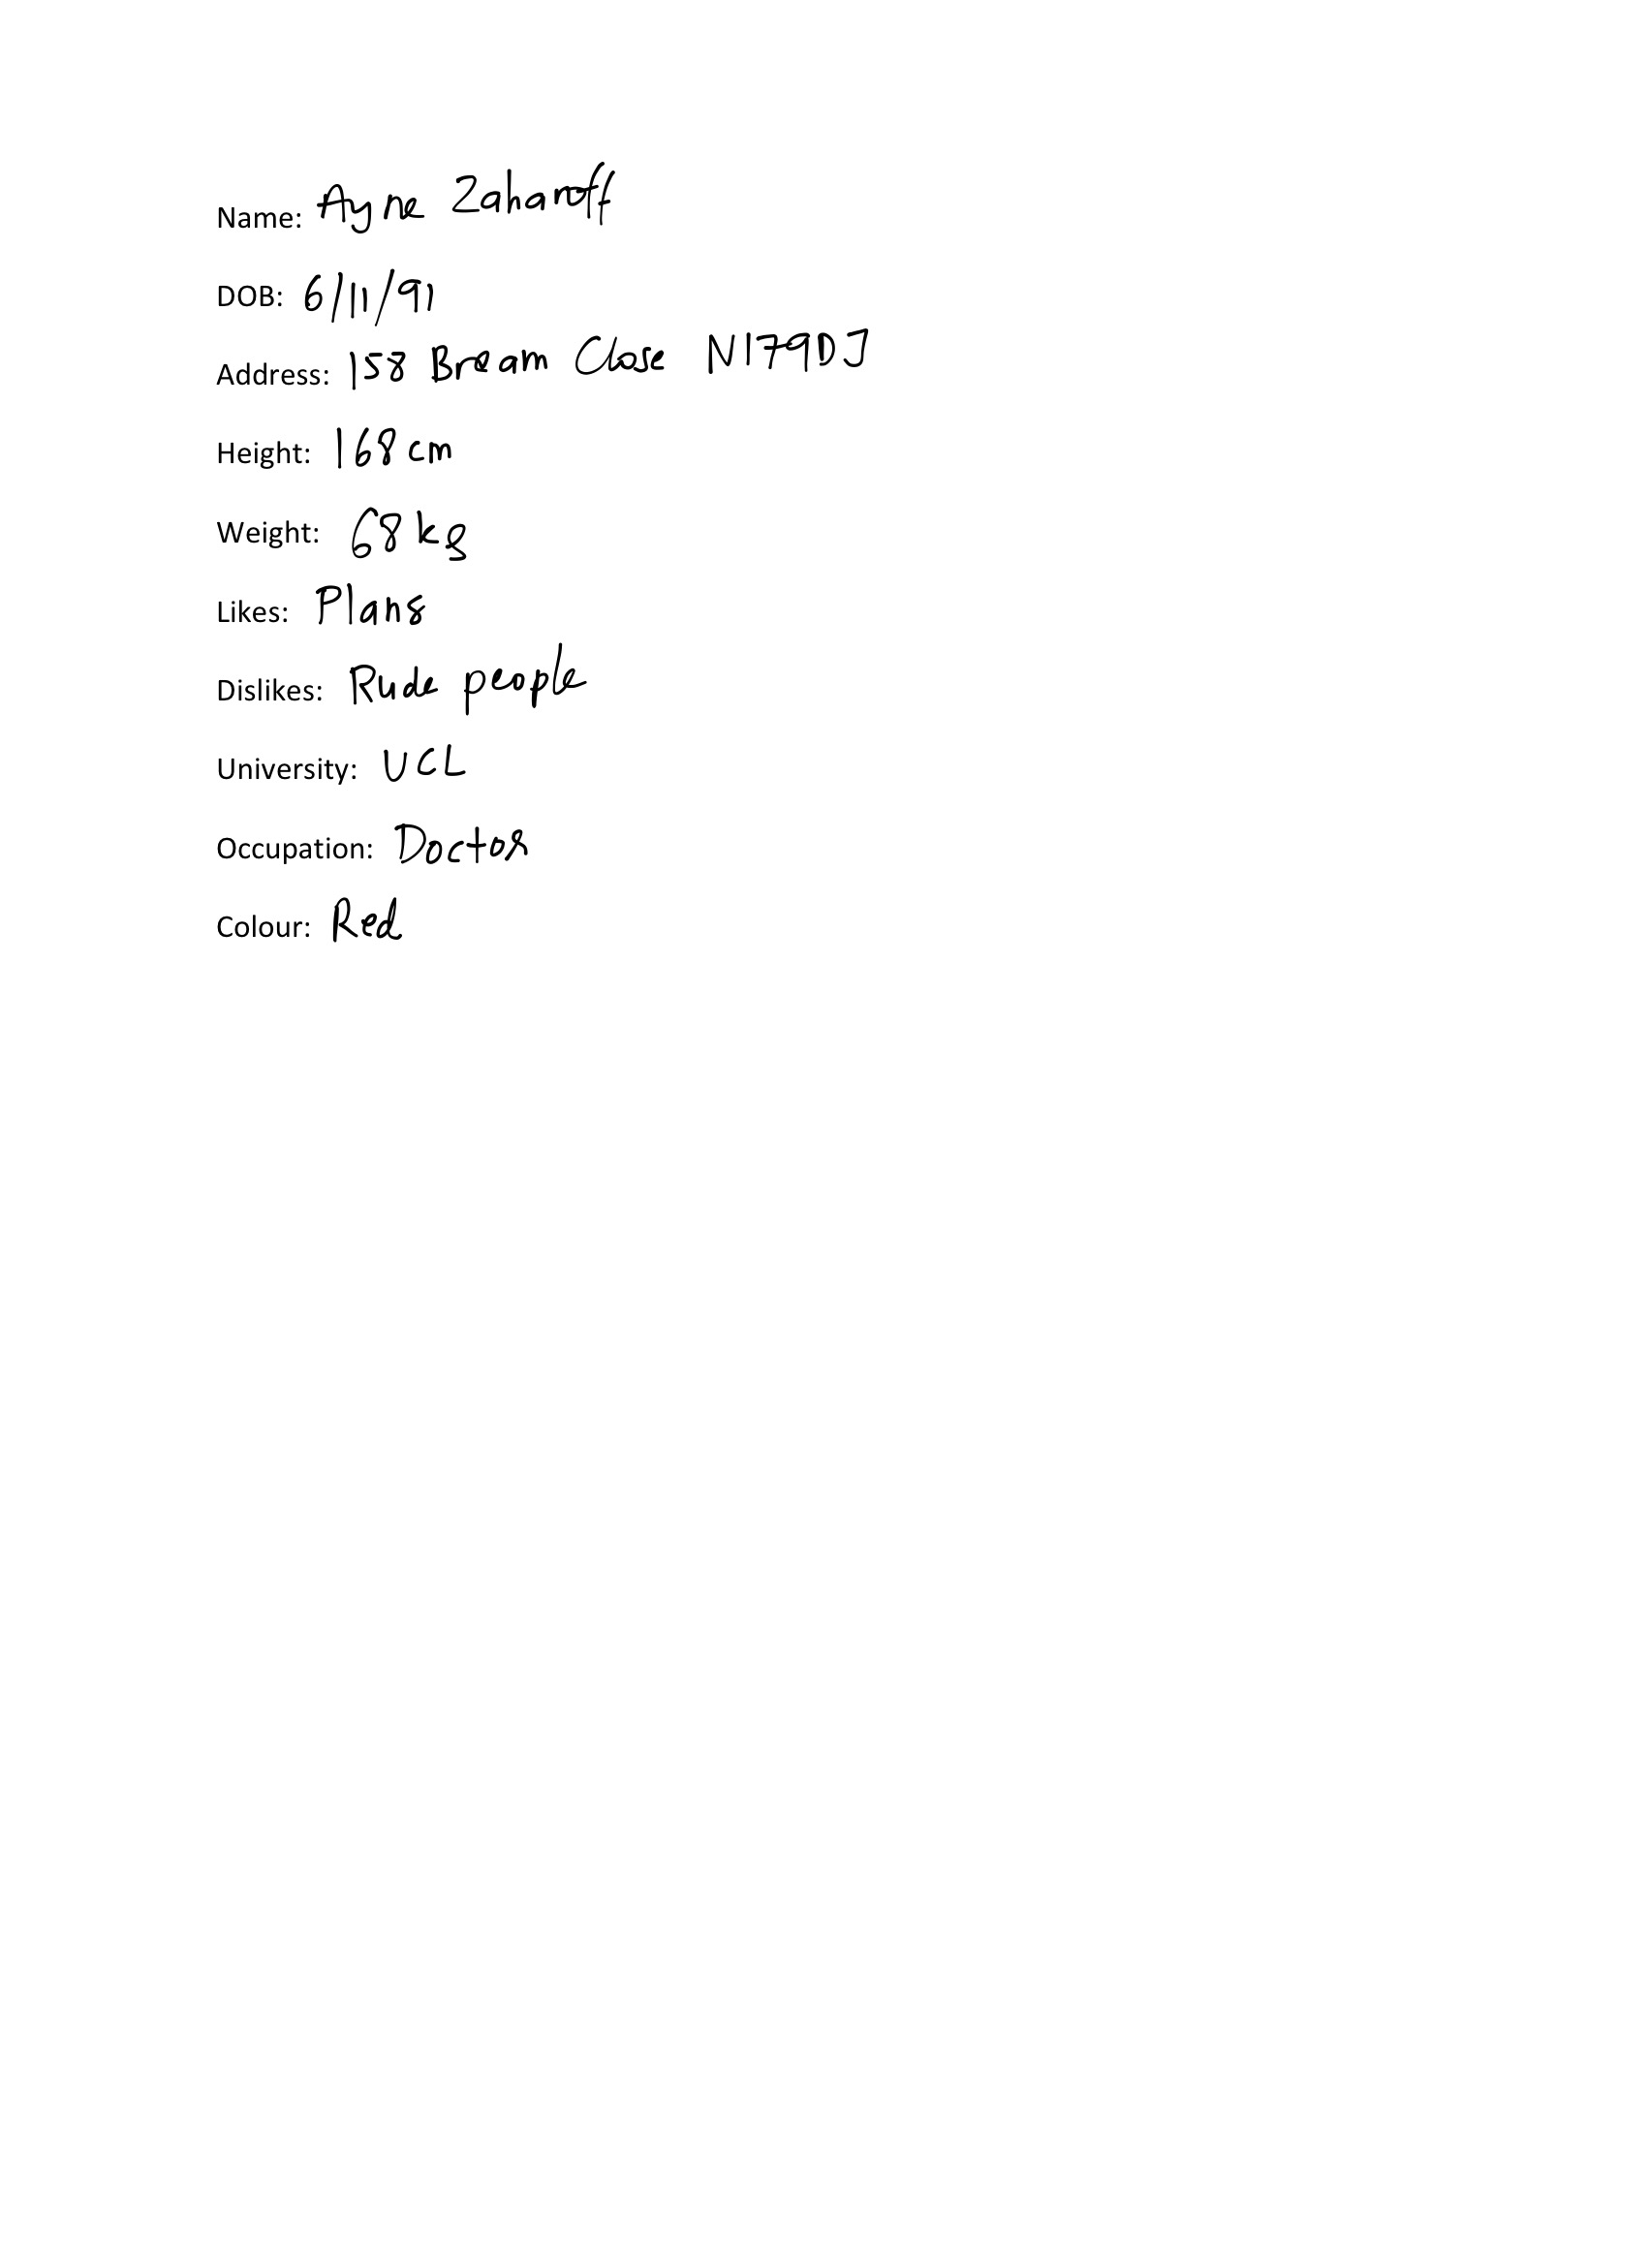 Name: Ayne Zaharoff
DOB: 6/11/91
Address: 158 Bream Close N179DJ
Height: 168 cm
Weight: 68 kg
Likes: Plans
Dislikes: Rude people
University: UCL
Occupation: Doctor
Colour: Red